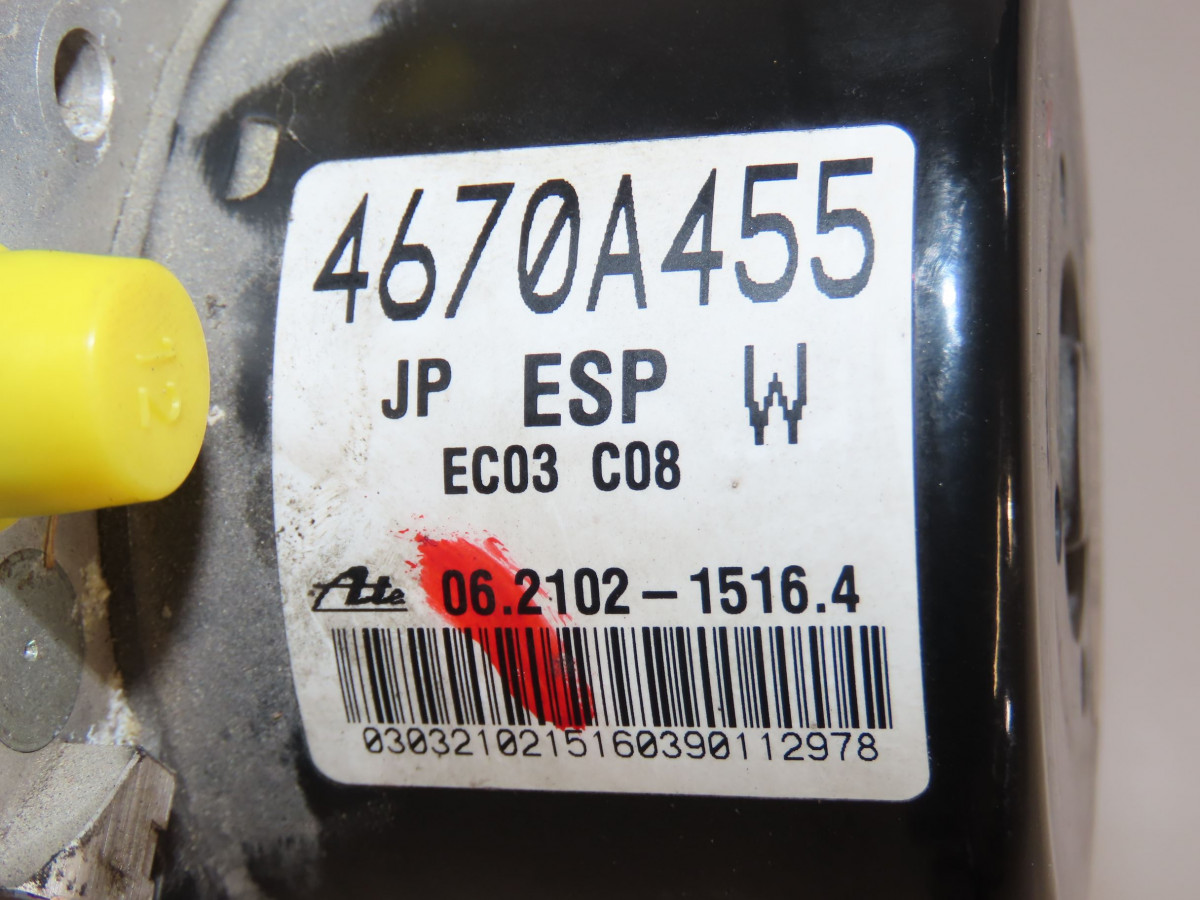 4670A455
JP ESP W
EC03 C08
Ate 06.2102-1516.4
0303210215160390112978